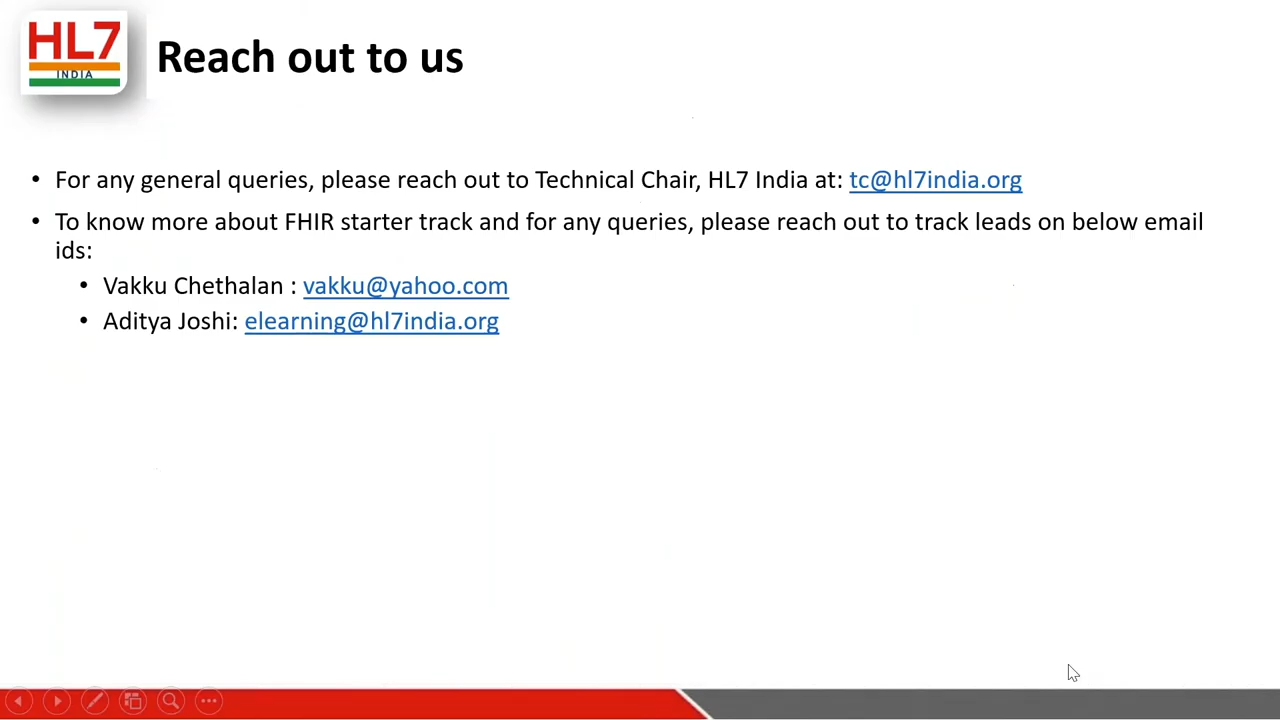 HL7
INDIA
Reach out to us
• For any general queries, please reach out to Technical Chair, HL7 India at: tc@hl7india.org
• To know more about FHIR starter track and for any queries, please reach out to track leads on below email
ids:
• Vakku Chethalan : vakku@yahoo.com
• Aditya Joshi: elearning@hl7india.org